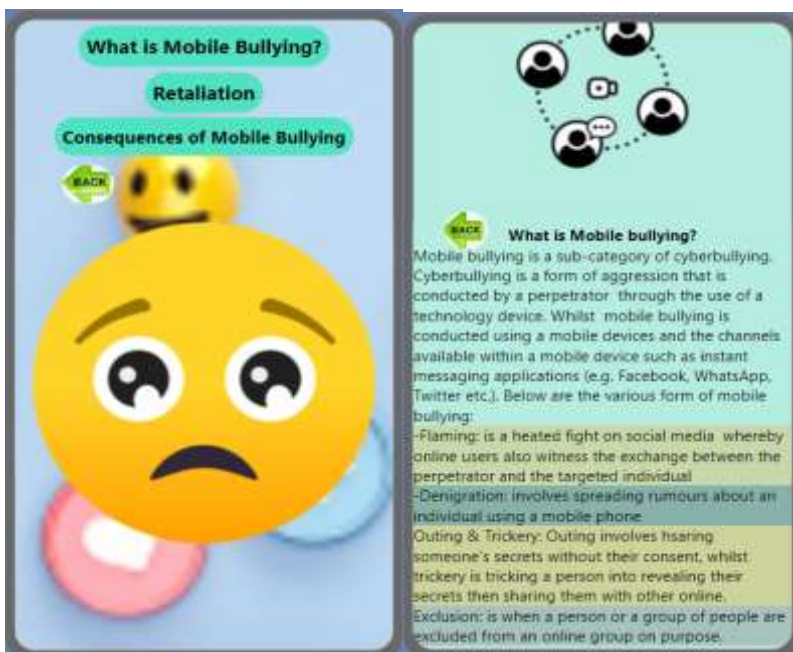 What is Mobile Bullying?
Retaliation
Consequences of Mobile Bullying
BACK
BACK
What is Mobile bullying?
Mobile bullying is a sub-category of cyberbullying.
Cyberbullying is a form of aggression that is
conducted by a perpetrator through the use of a
technology device. Whilst mobile bullying is
conducted using a mobile devices and the channels
available within a mobile device such as instant
messaging applications (e.g. Facebook, WhatsApp,
Twitter etc.). Below are the various form of mobile
bullying:
-Flaming: is a heated fight on social media whereby
online users also witness the exchange between the
perpetrator and the targeted individual
-Denigration: involves spreading rumours about an
individual using a mobile phone
Outing & Trickery: Outing involves hsaring
someone's secrets without their consent, whilst
trickery is tricking a person into revealing their
secrets then sharing them with other online.
Exclusion: is when a person or a group of people are
excluded from an online group on purpose.